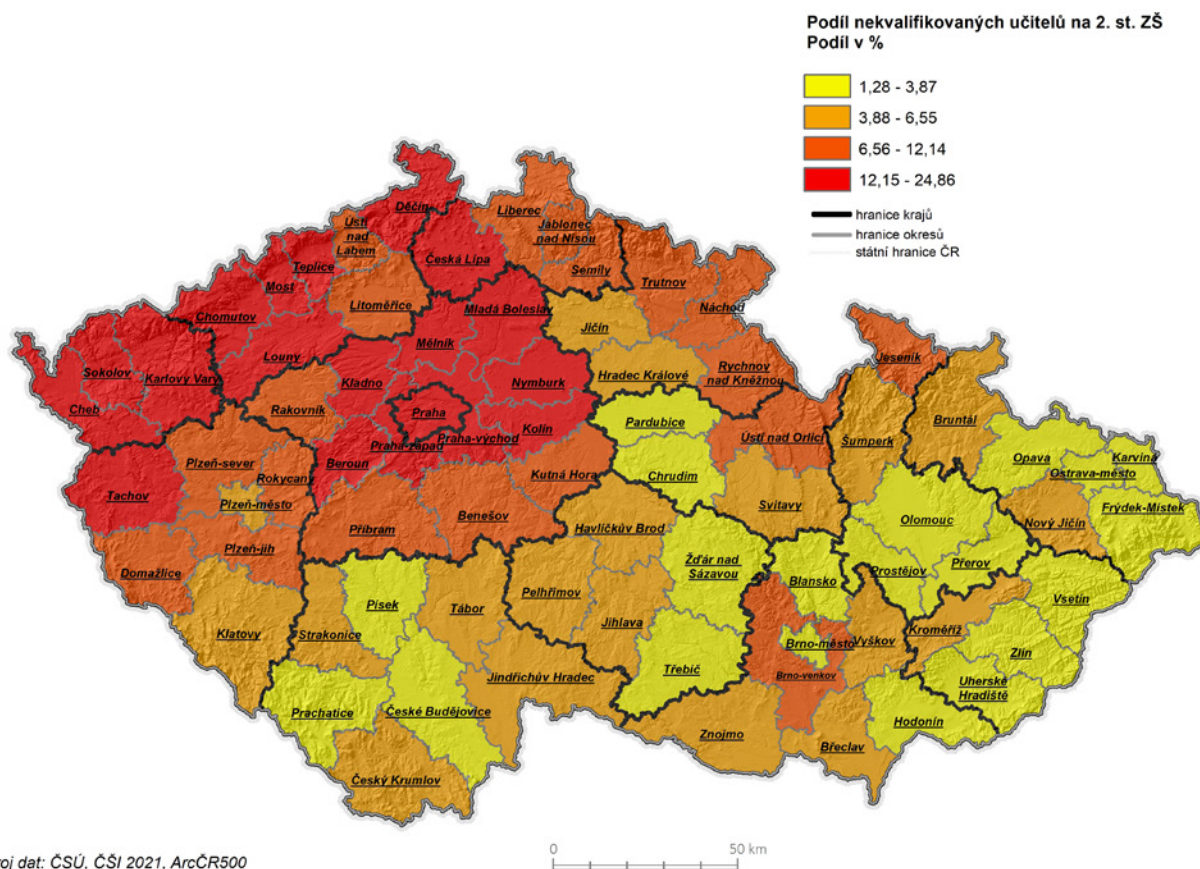 Podíl nekvalifikovaných učitelů na 2. st. ZŠ
Podíl v %
1,28 - 3,87
3,88 - 6,55
6,56 - 12,14
12,15 - 24,86
hranice krajů
hranice okresů
státní hranice ČR
Děčín
Liberec
Ústí
nad
Labem
Jablonec
nad Nisou
Teplice
Česká Lípa
Semily
Most
Trutnov
Chomutov
Litoměřice
Mladá Boleslav
Náchod
Jičín
Mělník
Louny
Jeseník
Sokolov
Karlovy Vary
Kladno
Nymburk
Hradec Králové
Rychnov
nad Kněžnou
Cheb
Rakovník
Praha
Bruntál
Kolín
Pardubice
Praha-východ
Praha-západ
Ústí nad Orlicí
Šumperk
Beroun
Plzeň-sever
Opava
Karviná
Rokycany
Kutná Hora
Chrudim
Ostrava-město
Tachov
Plzeň-město
Svitavy
Frýdek-Místek
Benešov
Olomouc
Nový Jičín
Příbram
Havlíčkův Brod
Plzeň-jih
Žďár nad
Sázavou
Přerov
Domažlice
Prostějov
Blansko
Pelhřimov
Vsetín
Písek
Tábor
Jihlava
Klatovy
Strakonice
Kroměříž
Vyškov
Brno-město
Zlín
Třebíč
Brno-venkov
Jindřichův Hradec
Uherské
Hradiště
Prachatice
České Budějovice
Hodonín
Znojmo
Břeclav
Český Krumlov
0 50 km
roj dat: ČSÚ, ČŠI 2021, ArcČR500